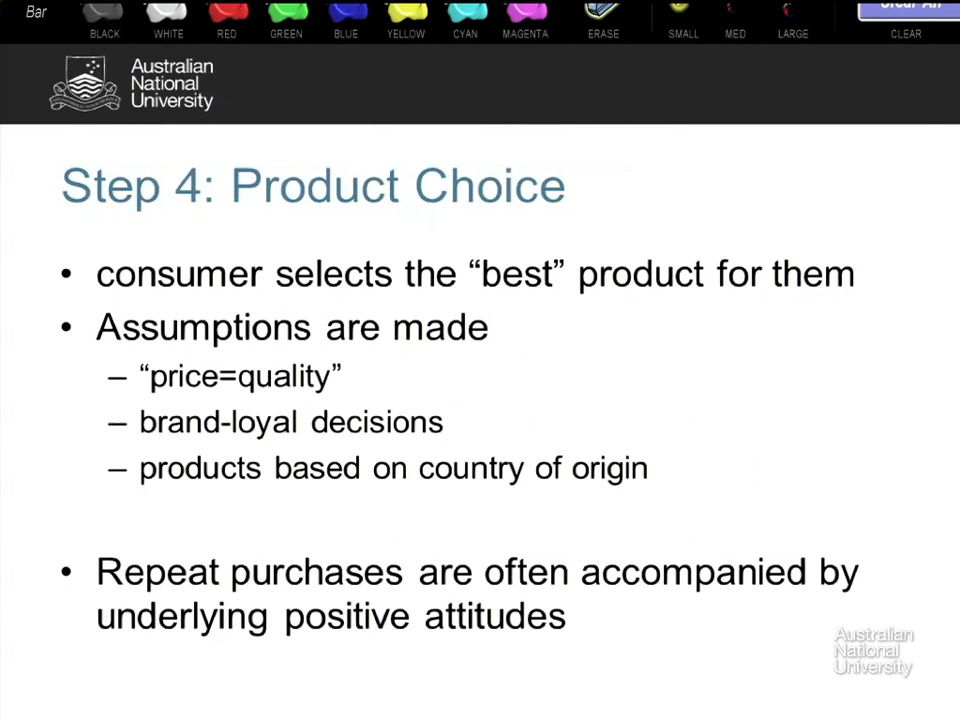 Bar
BLACK WHITE RED GREEN BLUE YELLOW CYAN MAGENTA ERASE SMALL MED LARGE CLEAR
Australian
National
University
Step 4: Product Choice
• consumer selects the “best” product for them
• Assumptions are made
– “price=quality”
– brand-loyal decisions
– products based on country of origin
• Repeat purchases are often accompanied by
underlying positive attitudes
Australian
National
University